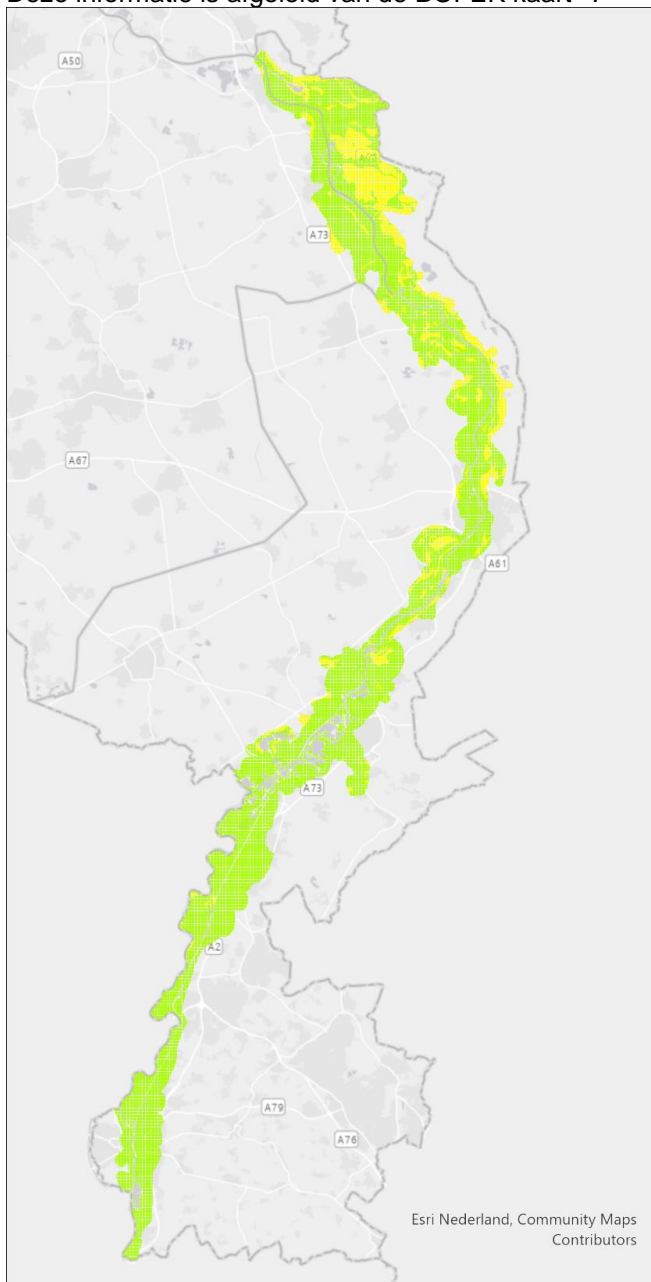 Deze informatie is afgeleid van de BOFEK kaart
A50
A73
A67
A61
A73
A2
A79
A76
Esri Nederland, Community Maps
Contributors